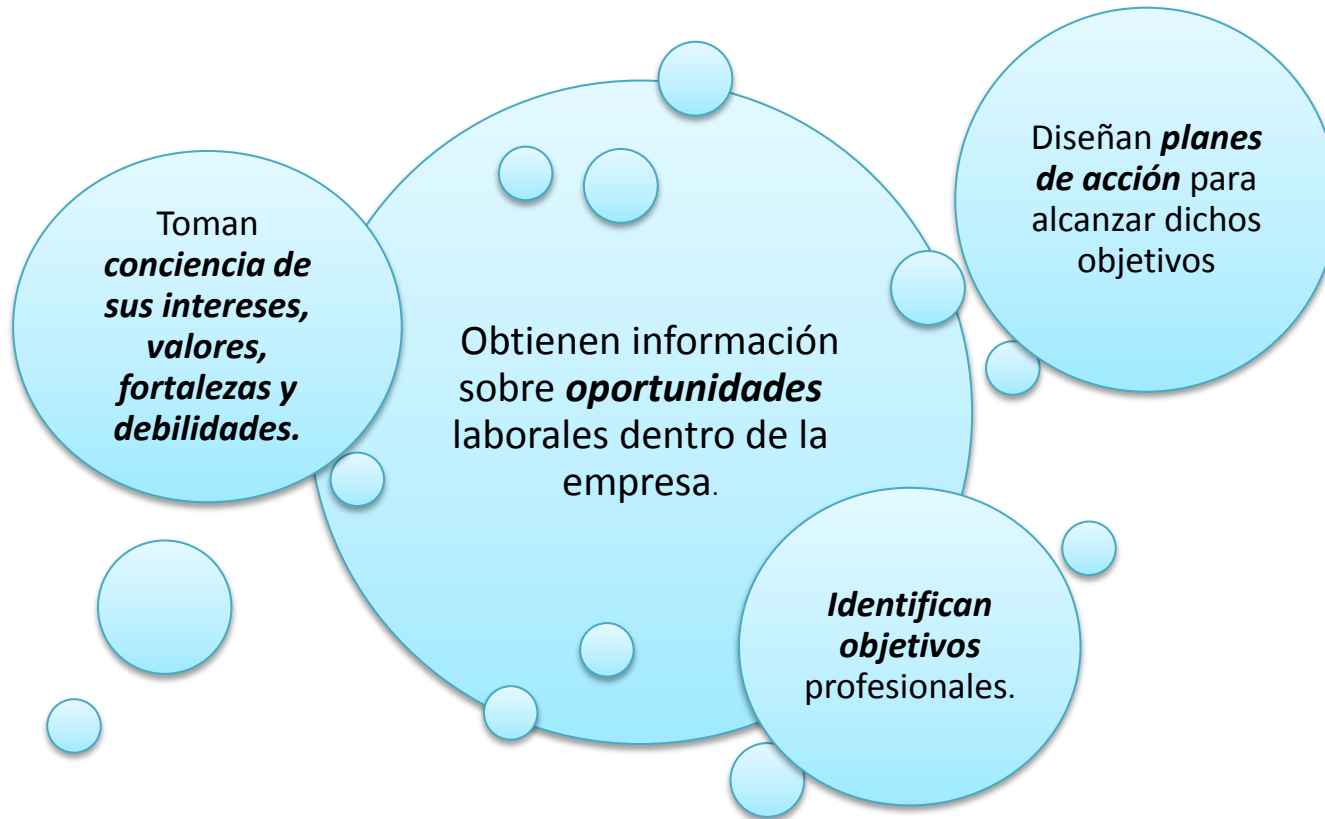 Toman
conciencia de
sus intereses,
valores,
fortalezas y
debilidades.
Obtienen información
sobre oportunidades
laborales dentro de la
empresa.
Identifican
objetivos
profesionales.
Diseñan planes
de acción para
alcanzar dichos
objetivos